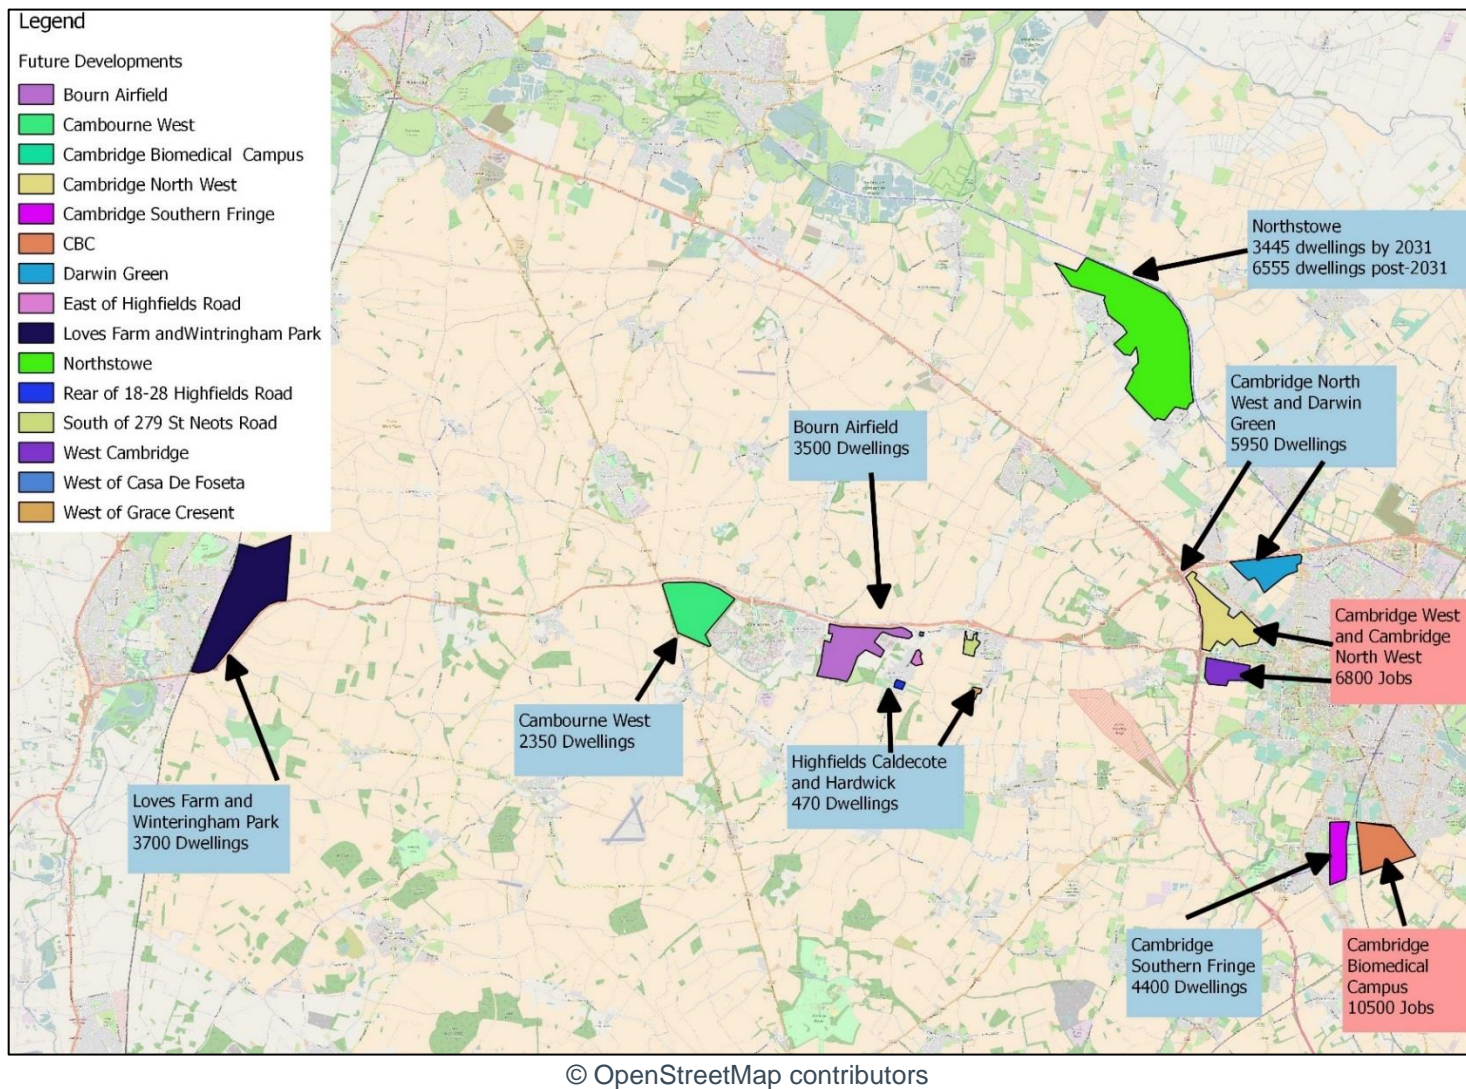 Legend
Future Developments
Bourn Airfield
Cambourne West
Cambridge Biomedical Campus
Cambridge North West
Cambridge Southern Fringe
CBC
Darwin Green
East of Highfields Road
Loves Farm andWintringham Park
Northstowe
Rear of 18-28 Highfields Road
South of 279 St Neots Road
West Cambridge
West of Casa De Foseta
West of Grace Cresent
Northstowe
3445 dwellings by 2031
6555 dwellings post-2031
Cambridge North
West and Darwin
Green
5950 Dwellings
Bourn Airfield
3500 Dwellings
Cambridge West
and Cambridge
North West
6800 Jobs
Cambourne West
2350 Dwellings
Highfields Caldecote
and Hardwick
470 Dwellings
Loves Farm and
Winteringham Park
3700 Dwellings
Cambridge
Southern Fringe
4400 Dwellings
Cambridge
Biomedical
Campus
10500 Jobs
© OpenStreetMap contributors